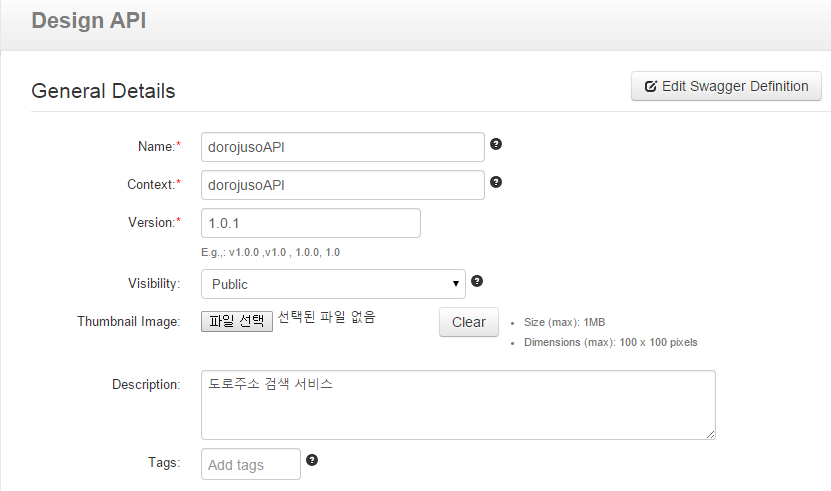 Design API
General Details
Edit Swagger Definition
Name:*
dorojusoAPI
Context:*
dorojusoAPI
Version:*
1.0.1
E.g.,: v1.0.0 ,v1.0 , 1.0.0, 1.0
Visibility:
Public
Thumbnail Image:
파일 선택 선택된 파일 없음
Clear
Size (max): 1MB
Dimensions (max): 100 x 100 pixels
Description:
도로주소 검색 서비스
Tags:
Add tags